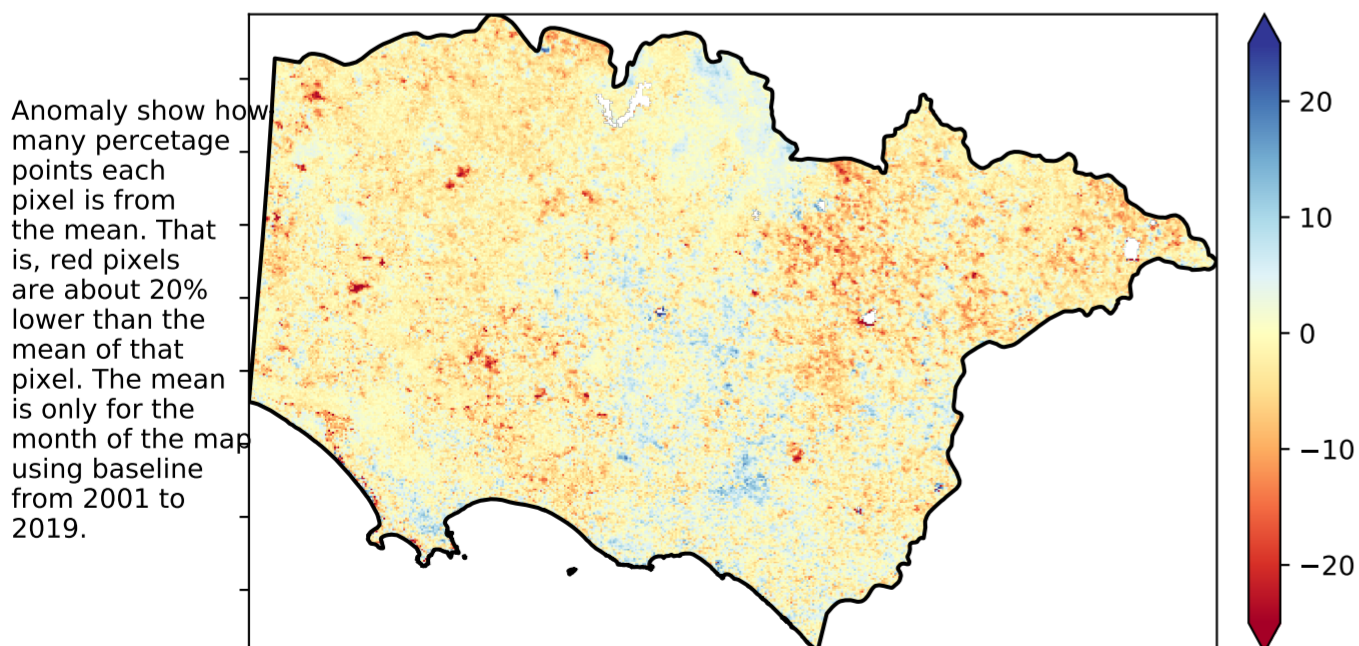 Anomaly show how
many percetage
points each
pixel is from
the mean. That
is, red pixels
are about 20%
lower than the
mean of that
pixel. The mean
is only for the
month of the map
using baseline
from 2001 to
2019.
20
10
0
−10
−20